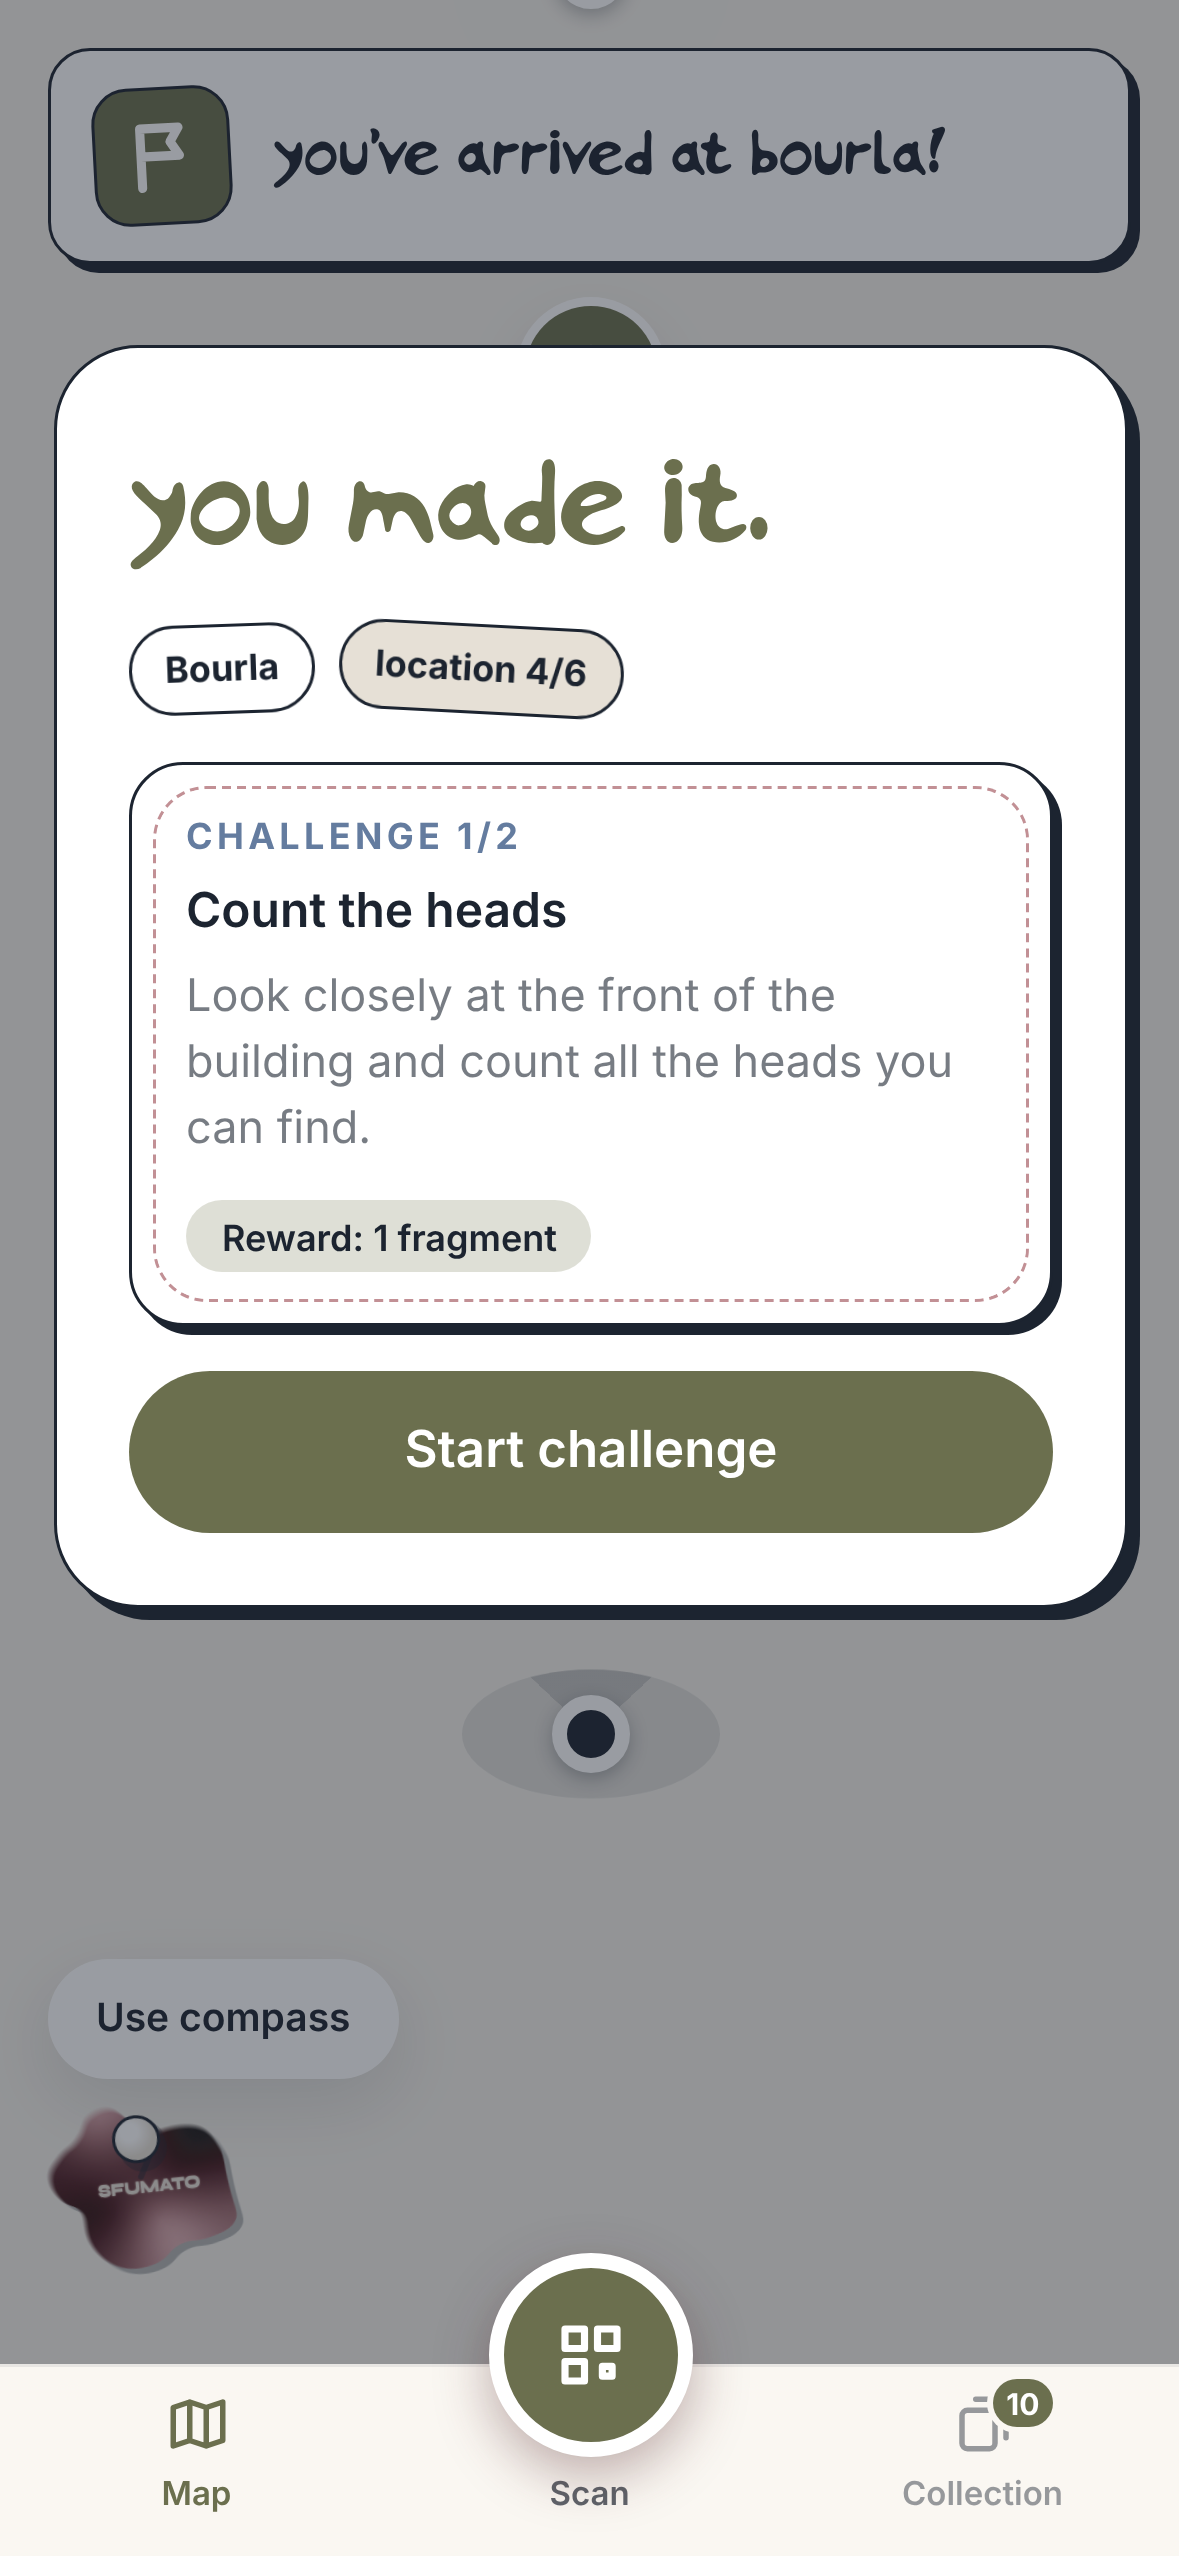 you've arrived at bourla!
you made it.
Bourla
location 4/6
CHALLENGE 1/2
Count the heads
Look closely at the front of the
building and count all the heads you
can find.
Reward: 1 fragment
Start challenge
Use compass
SFUMATO
10
Map
Scan
Collection